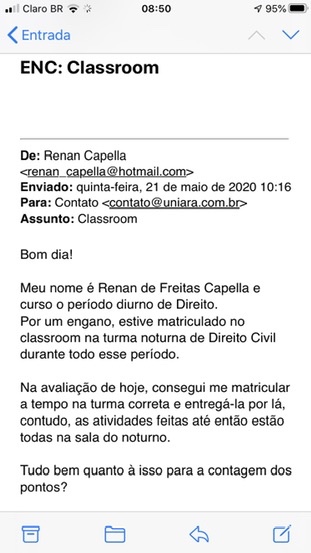 Claro BR 08:50 95%
Entrada
ENC: Classroom
De: Renan Capella
<renan_capella@hotmail.com>
Enviado: quinta-feira, 21 de maio de 2020 10:16
Para: Contato <contato@uniara.com.br>
Assunto: Classroom
Bom dia!
Meu nome é Renan de Freitas Capella e
curso o período diurno de Direito.
Por um engano, estive matriculado no
classroom na turma noturna de Direito Civil
durante todo esse período.
Na avaliação de hoje, consegui me matricular
a tempo na turma correta e entregá-la por lá,
contudo, as atividades feitas até então estão
todas na sala do noturno.
Tudo bem quanto à isso para a contagem dos
pontos?